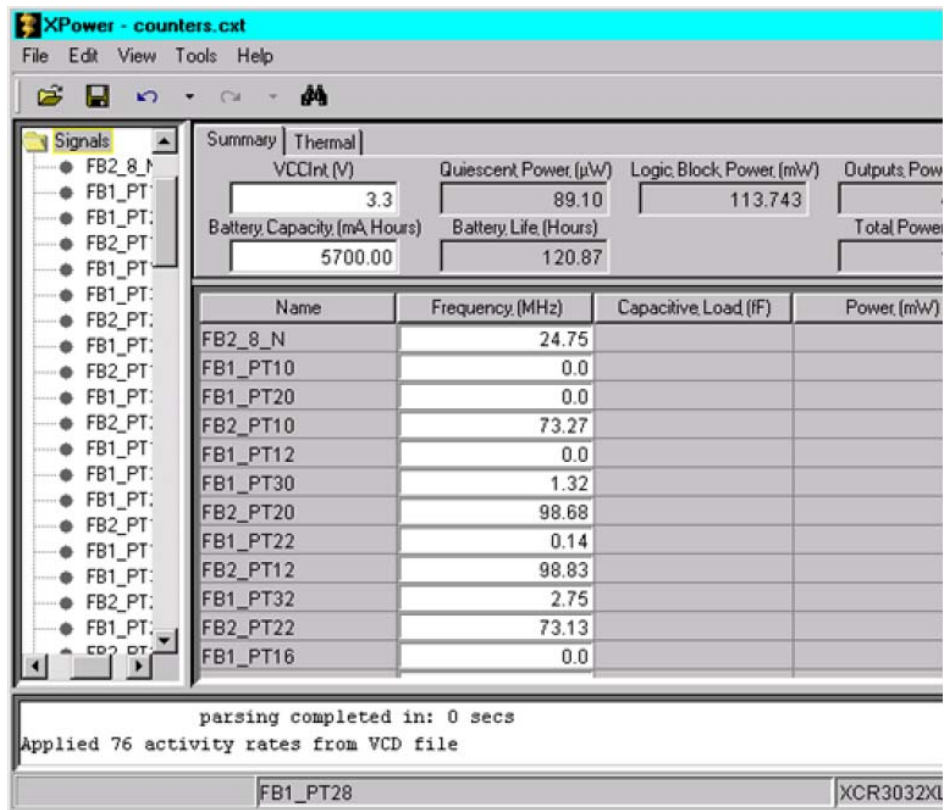 XPower - counters.cxt
File Edit View Tools Help
Signals
FB2_8_N
FB1_PT
FB1_PT
FB2_PT
FB1_PT
FB1_PT
FB2_PT
FB1_PT
FB2_PT
FB1_PT
FB2_PT
FB1_PT
FB1_PT
FB1_PT
FB2_PT
FB1_PT
FB1_PT
FB2_PT
FB1_PT
Summary Thermal
VCCInt (V) Quiescent Power (µW) Logic Block Power (mW) Outputs Pow
3.3 89.10 113.743
Battery Capacity (mA Hours) Battery Life (Hours) Total Power
5700.00 120.87
Name Frequency (MHz) Capacitive Load (fF) Power (mW)
FB2_8_N 24.75
FB1_PT10 0.0
FB1_PT20 0.0
FB2_PT10 73.27
FB1_PT12 0.0
FB1_PT30 1.32
FB2_PT20 98.68
FB1_PT22 0.14
FB2_PT12 98.83
FB1_PT32 2.75
FB2_PT22 73.13
FB1_PT16 0.0
parsing completed in: 0 secs
Applied 76 activity rates from VCD file
FB1_PT28 XCR3032XL